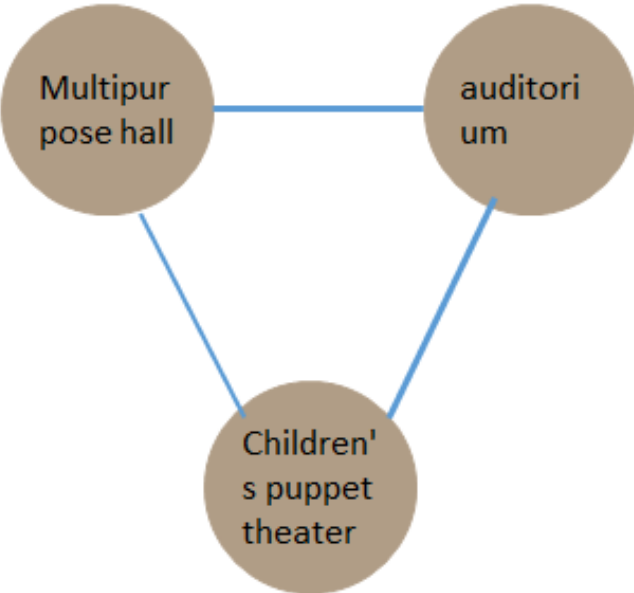 Multipur
pose hall
auditori
um
Children'
s puppet
theater